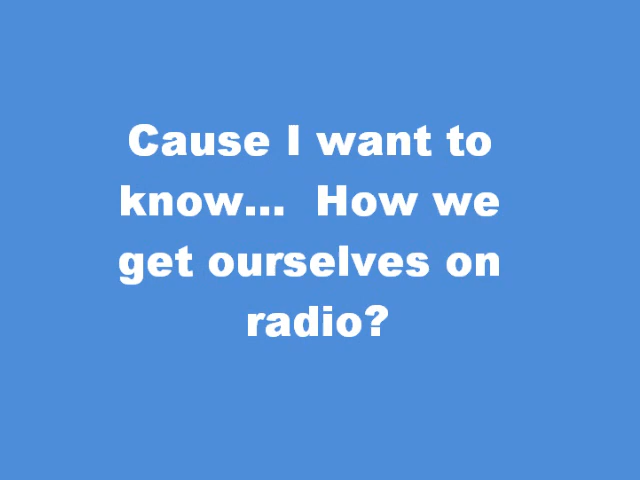 Cause I want to
know...  How we
get ourselves on
radio?